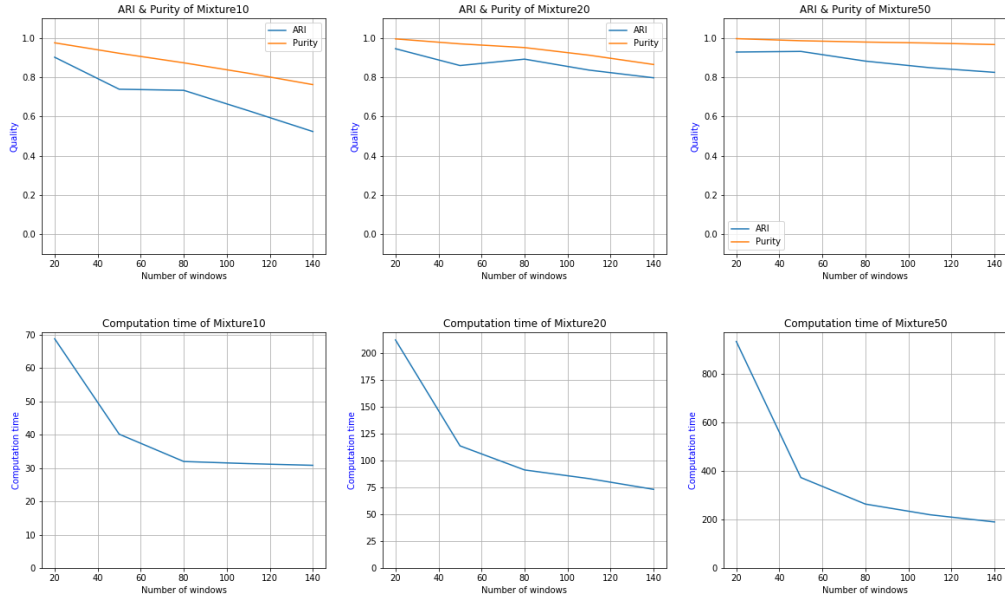 ARI & Purity of Mixture10
1.0
0.8
0.6
0.4
0.2
0.0
Quality
ARI
Purity
20 40 60 80 100 120 140
Number of windows
ARI & Purity of Mixture20
1.0
0.8
0.6
0.4
0.2
0.0
Quality
ARI
Purity
20 40 60 80 100 120 140
Number of windows
ARI & Purity of Mixture50
1.0
0.8
0.6
0.4
0.2
0.0
Quality
ARI
Purity
20 40 60 80 100 120 140
Number of windows
Computation time of Mixture10
70
60
50
40
30
20
10
0
Computation time
20 40 60 80 100 120 140
Number of windows
Computation time of Mixture20
200
175
150
125
100
75
50
25
0
Computation time
20 40 60 80 100 120 140
Number of windows
Computation time of Mixture50
800
600
400
200
0
Computation time
20 40 60 80 100 120 140
Number of windows